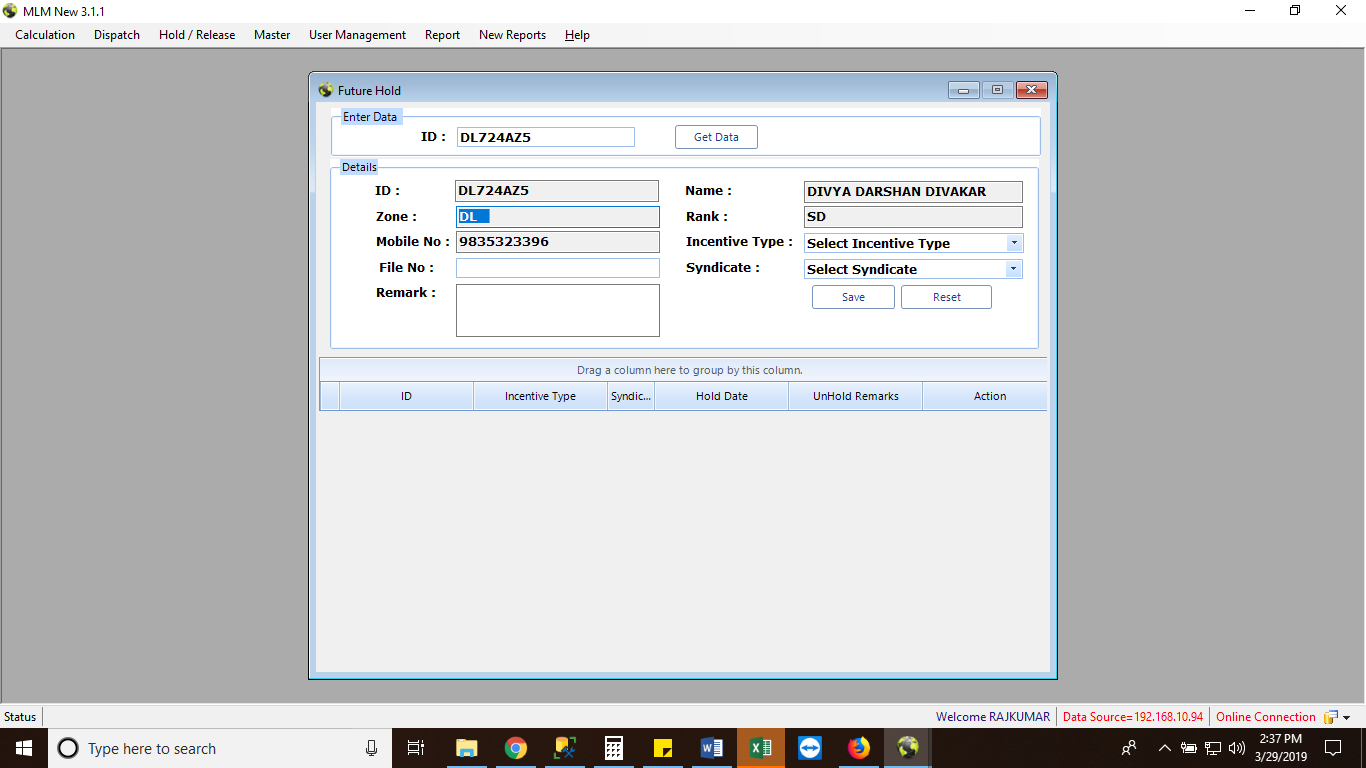 MLM New 3.1.1
Calculation Dispatch Hold / Release Master User Management Report New Reports Help
Future Hold
Enter Data
ID : DL724AZ5 Get Data
Details
ID : DL724AZ5 Name : DIVYA DARSHAN DIVAKAR
Zone : DL Rank : SD
Mobile No : 9835323396 Incentive Type : Select Incentive Type
File No : Syndicate : Select Syndicate
Remark : Save Reset
Drag a column here to group by this column.
ID Incentive Type Syndic... Hold Date UnHold Remarks Action
Status Welcome RAJKUMAR Data Source=192.168.10.94 Online Connection
Type here to search 2:37 PM
3/29/2019